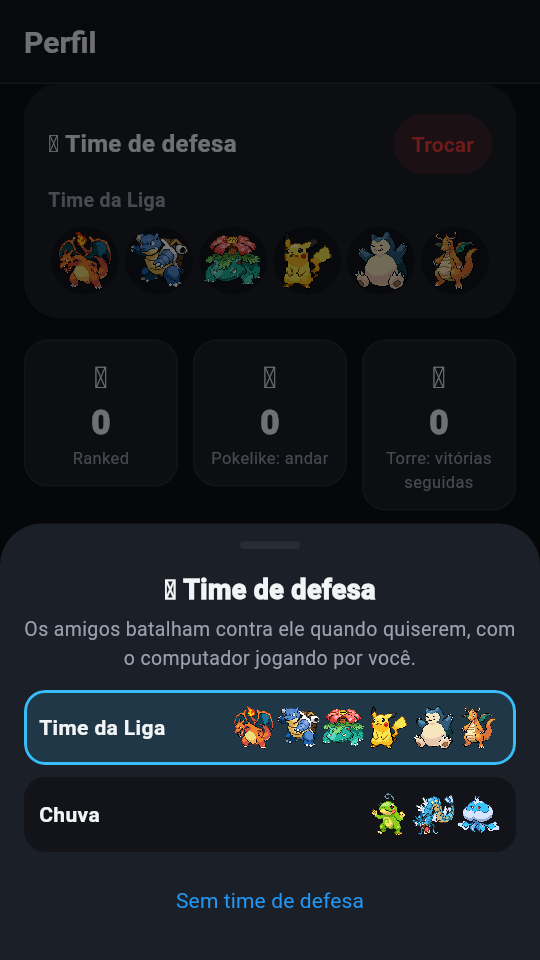 Perfil
Time de defesa
Trocar
Time da Liga
0
Ranked
0
Pokelike: andar
0
Torre: vitórias
seguidas
Time de defesa
Os amigos batalham contra ele quando quiserem, com
o computador jogando por você.
Time da Liga
Chuva
Sem time de defesa